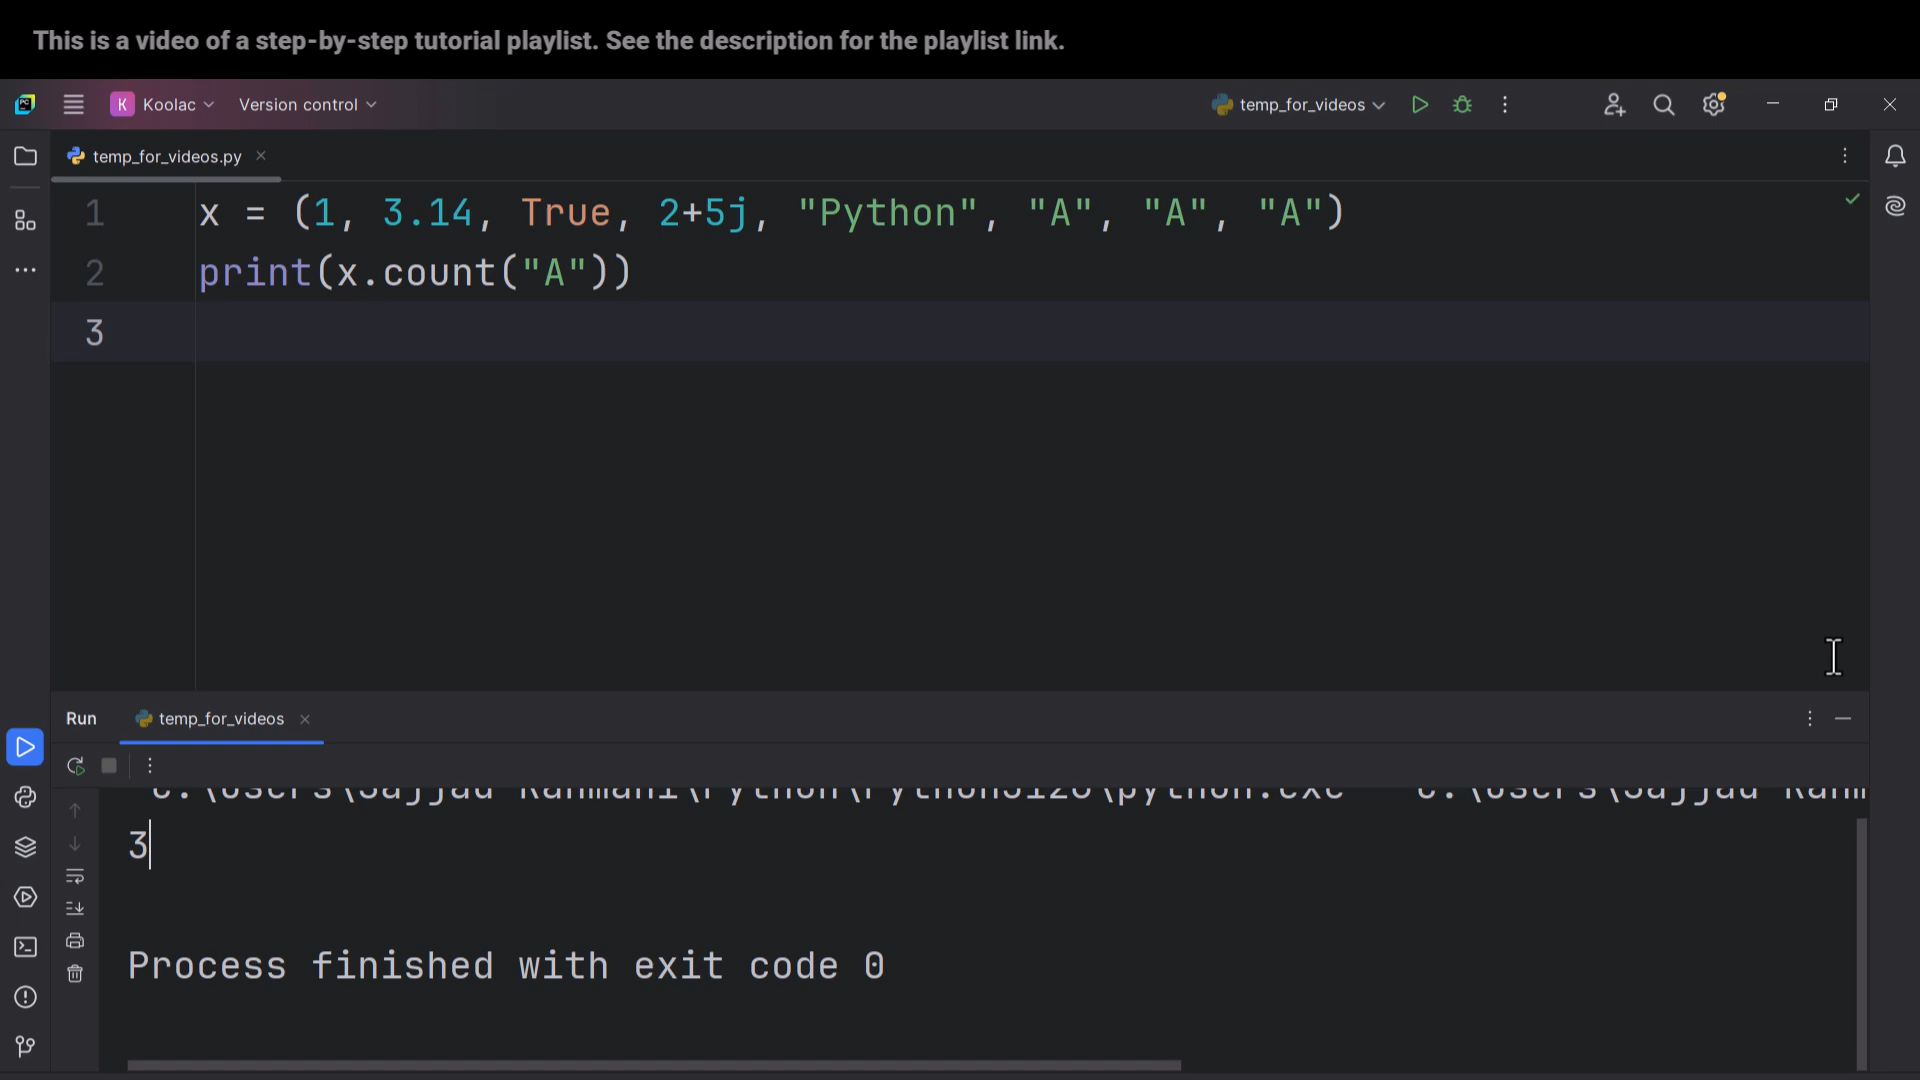 This is a video of a step-by-step tutorial playlist. See the description for the playlist link.
K Koolac Version control temp_for_videos
temp_for_videos.py
1 x = (1, 3.14, True, 2+5j, "Python", "A", "A", "A")
2 print(x.count("A"))
3
Run temp_for_videos
3
Process finished with exit code 0